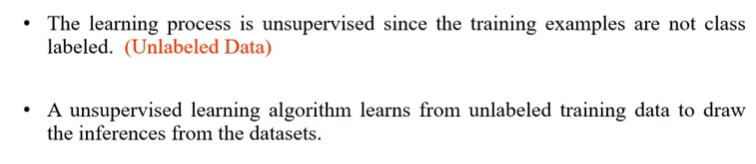 • The learning process is unsupervised since the training examples are not class
labeled. (Unlabeled Data)
• A unsupervised learning algorithm learns from unlabeled training data to draw
the inferences from the datasets.